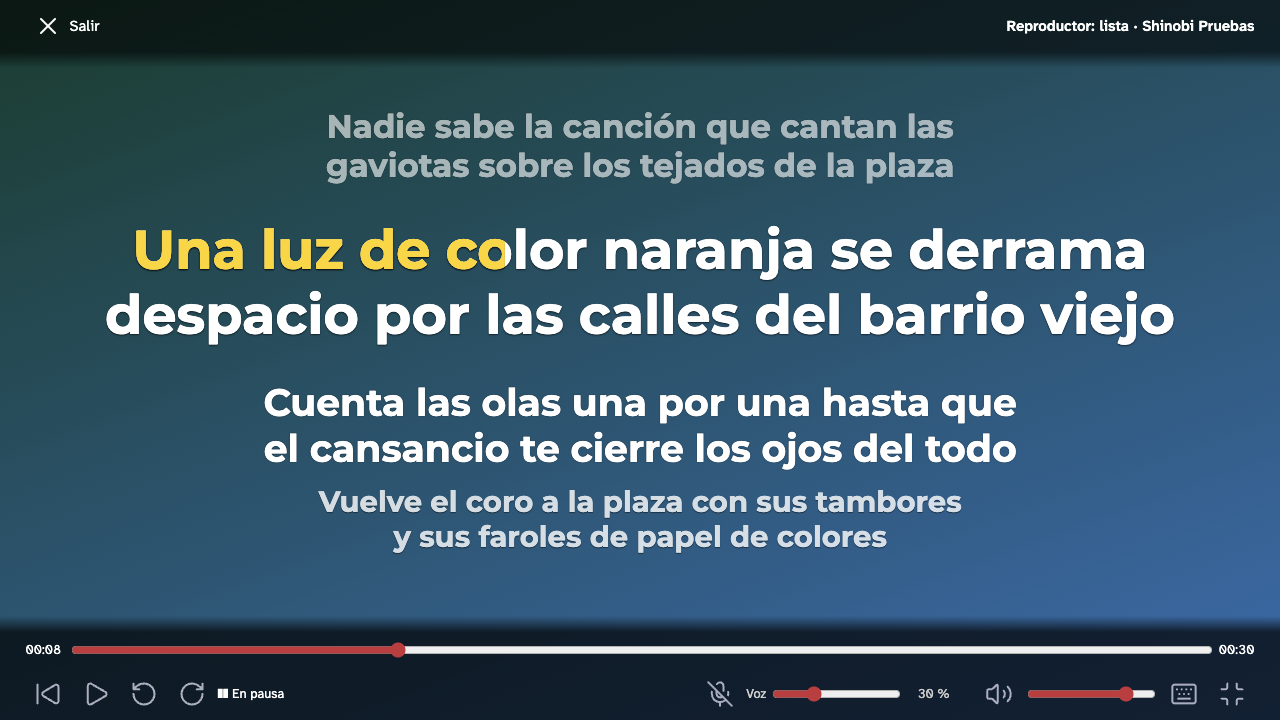 Salir
Reproductor: lista · Shinobi Pruebas
Nadie sabe la canción que cantan las
gaviotas sobre los tejados de la plaza
Una luz de color naranja se derrama
despacio por las calles del barrio viejo
Cuenta las olas una por una hasta que
el cansancio te cierre los ojos del todo
Vuelve el coro a la plaza con sus tambores
y sus faroles de papel de colores
00:08
00:30
En pausa
Voz
30 %